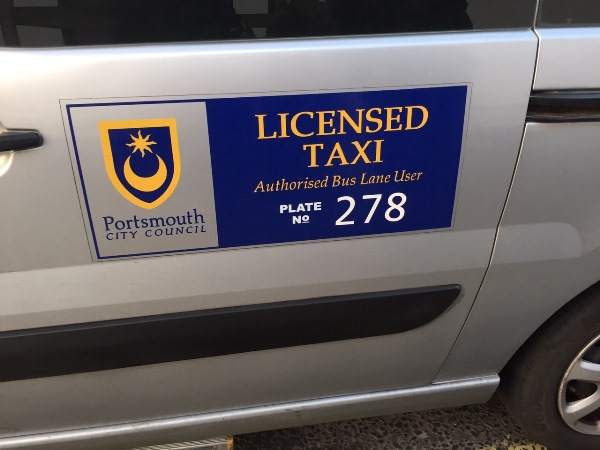 Portsmouth
CITY COUNCIL
LICENSED
TAXI
Authorised Bus Lane User
PLATE
Nº 278